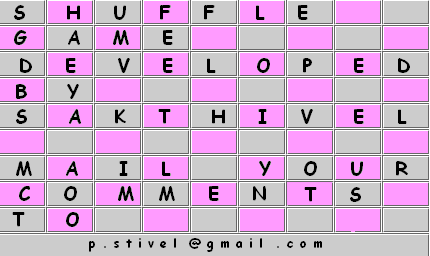 SHUFFLE
GAME
DEVELOPED
BY
SAKTHIVEL
MAIL YOUR
COMMENTS
TO
p.stivel@gmail.com